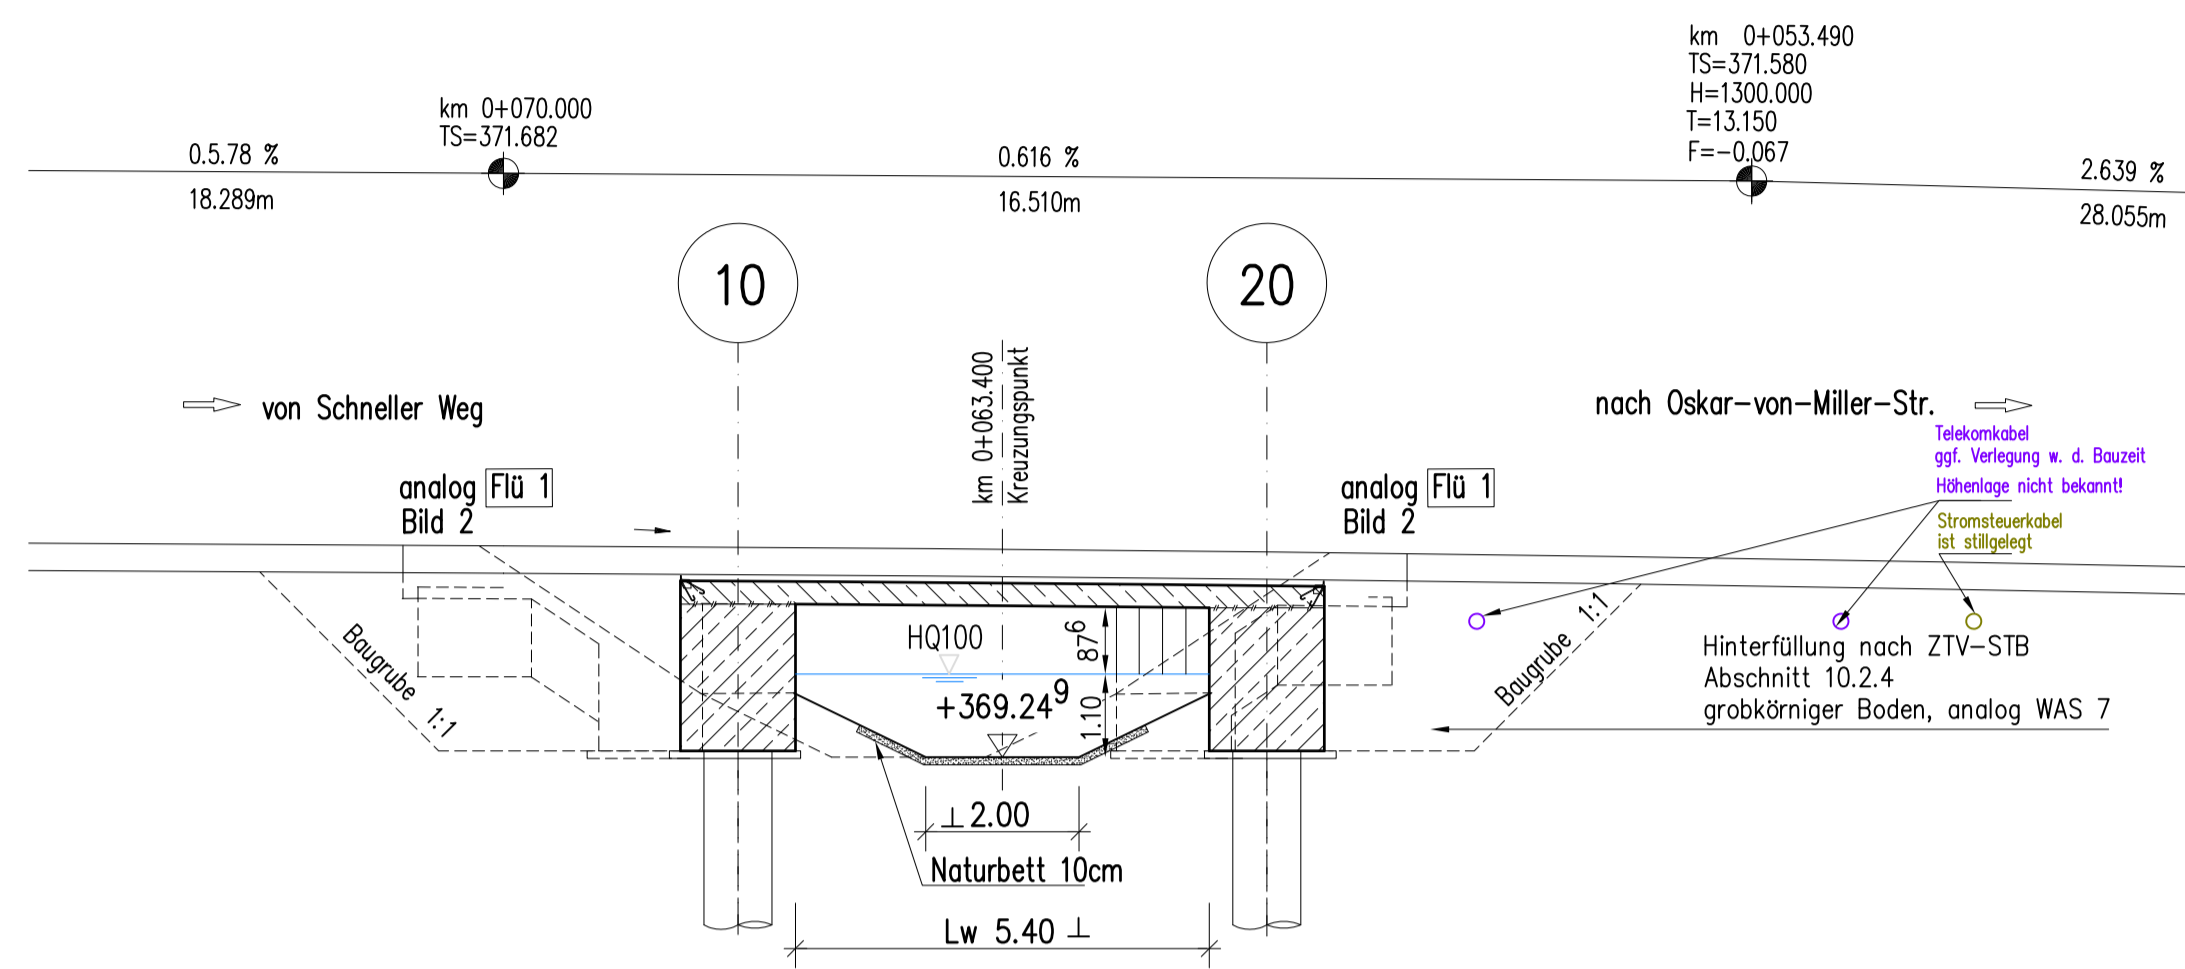 km 0+053.490
TS=371.580
H=1300.000
T=13.150
F=-0.067
km 0+070.000
TS=371.682
0.5.78 %
18.289m
0.616 %
16.510m
2.639 %
28.055m
10
20
km 0+063.400
Kreuzungspunkt
von Schneller Weg
nach Oskar-von-Miller-Str.
Telekomkabel
ggf. Verlegung w. d. Bauzeit
Höhenlage nicht bekannt!
Stromsteuerkabel
ist stillgelegt
analog Flü 1
Bild 2
analog Flü 1
Bild 2
Baugrube 1:1
HQ100
87⁶
+369.24⁹
1.10
Baugrube 1:1
Hinterfüllung nach ZTV-STB
Abschnitt 10.2.4
grobkörniger Boden, analog WAS 7
⊥2.00
Naturbett 10cm
Lw 5.40 ⊥